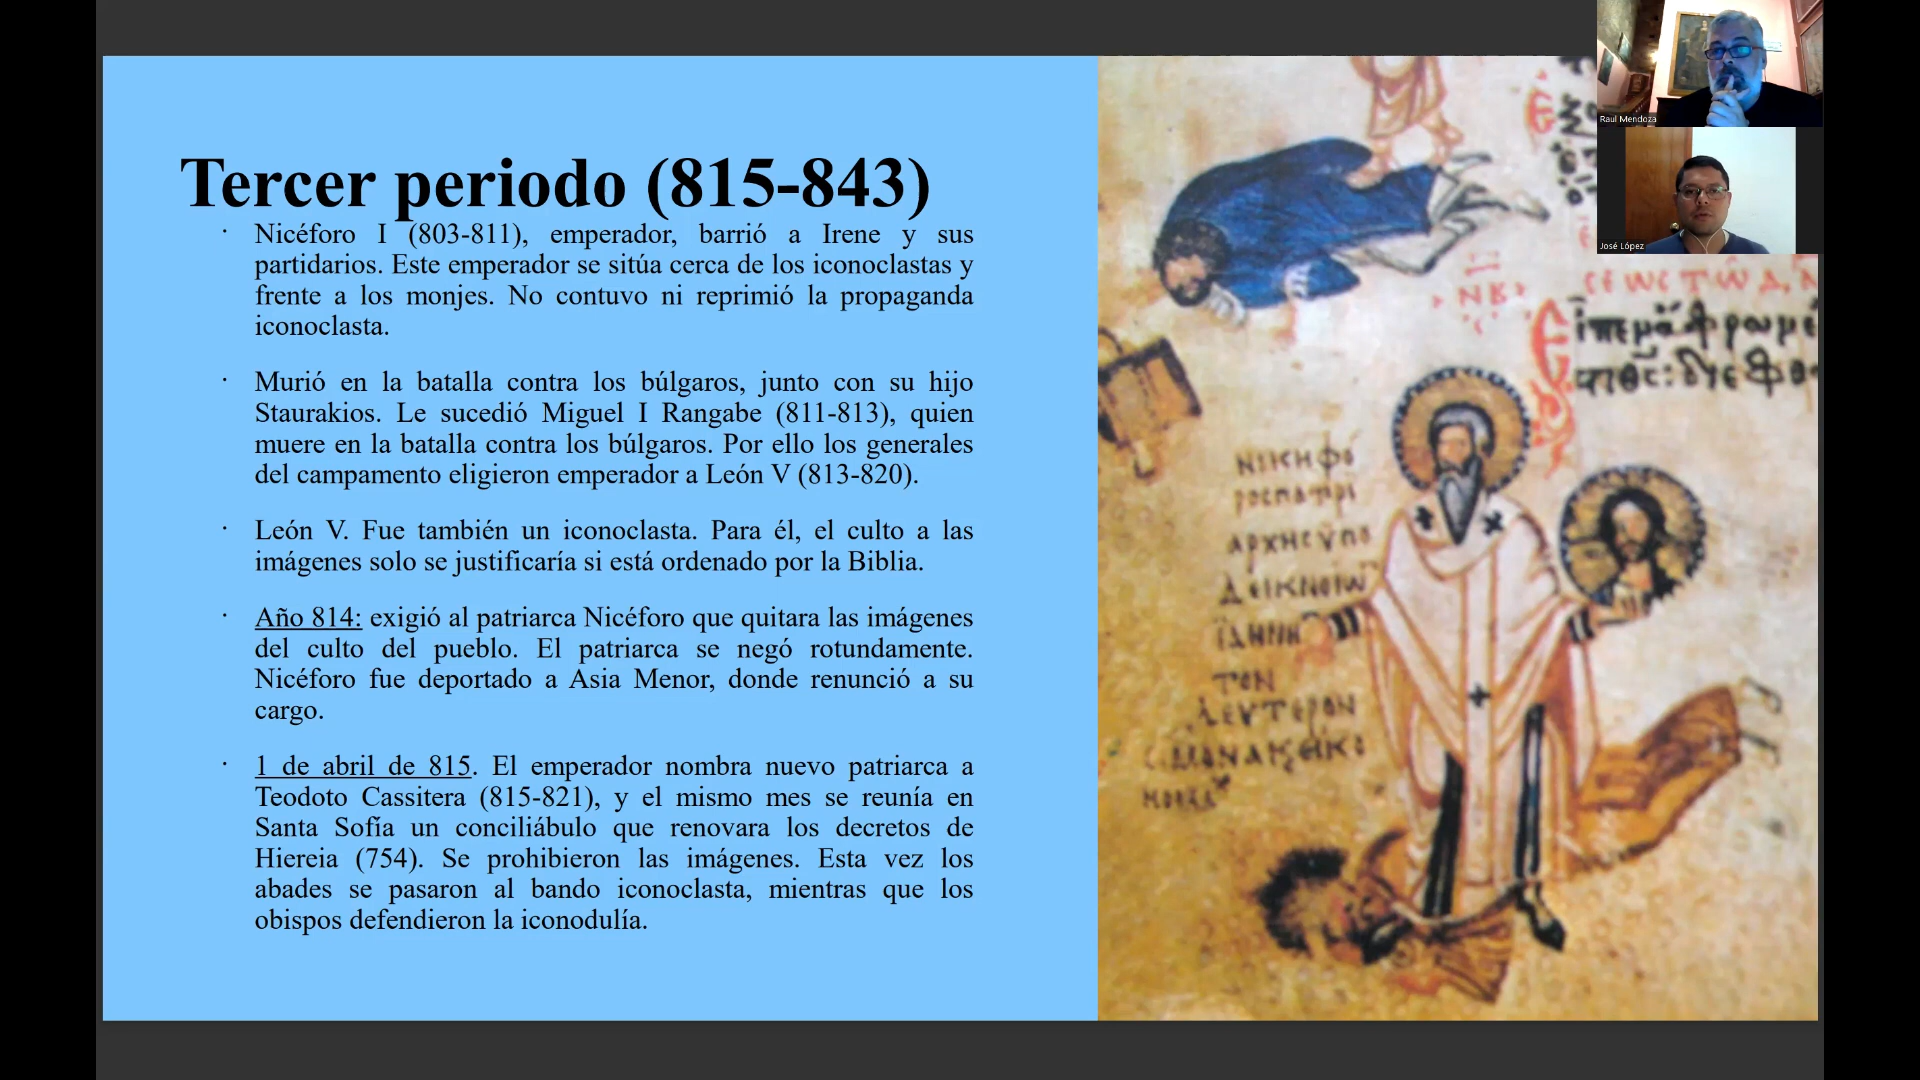 Tercer periodo (815-843)
· Nicéforo I (803-811), emperador, barrió a Irene y sus
partidarios. Este emperador se sitúa cerca de los iconoclastas y
frente a los monjes. No contuvo ni reprimió la propaganda
iconoclasta.
· Murió en la batalla contra los búlgaros, junto con su hijo
Staurakios. Le sucedió Miguel I Rangabe (811-813), quien
muere en la batalla contra los búlgaros. Por ello los generales
del campamento eligieron emperador a León V (813-820).
· León V. Fue también un iconoclasta. Para él, el culto a las
imágenes solo se justificaría si está ordenado por la Biblia.
· Año 814: exigió al patriarca Nicéforo que quitara las imágenes
del culto del pueblo. El patriarca se negó rotundamente.
Nicéforo fue deportado a Asia Menor, donde renunció a su
cargo.
· 1 de abril de 815. El emperador nombra nuevo patriarca a
Teodoto Cassitera (815-821), y el mismo mes se reunía en
Santa Sofía un conciliábulo que renovara los decretos de
Hiereia (754). Se prohibieron las imágenes. Esta vez los
abades se pasaron al bando iconoclasta, mientras que los
obispos defendieron la iconodulía.
ΝΙΚΗΦΌ
ΤΟΝ
ΔΕΥΤΕΡΟΝ
Raul Mendoza
José López